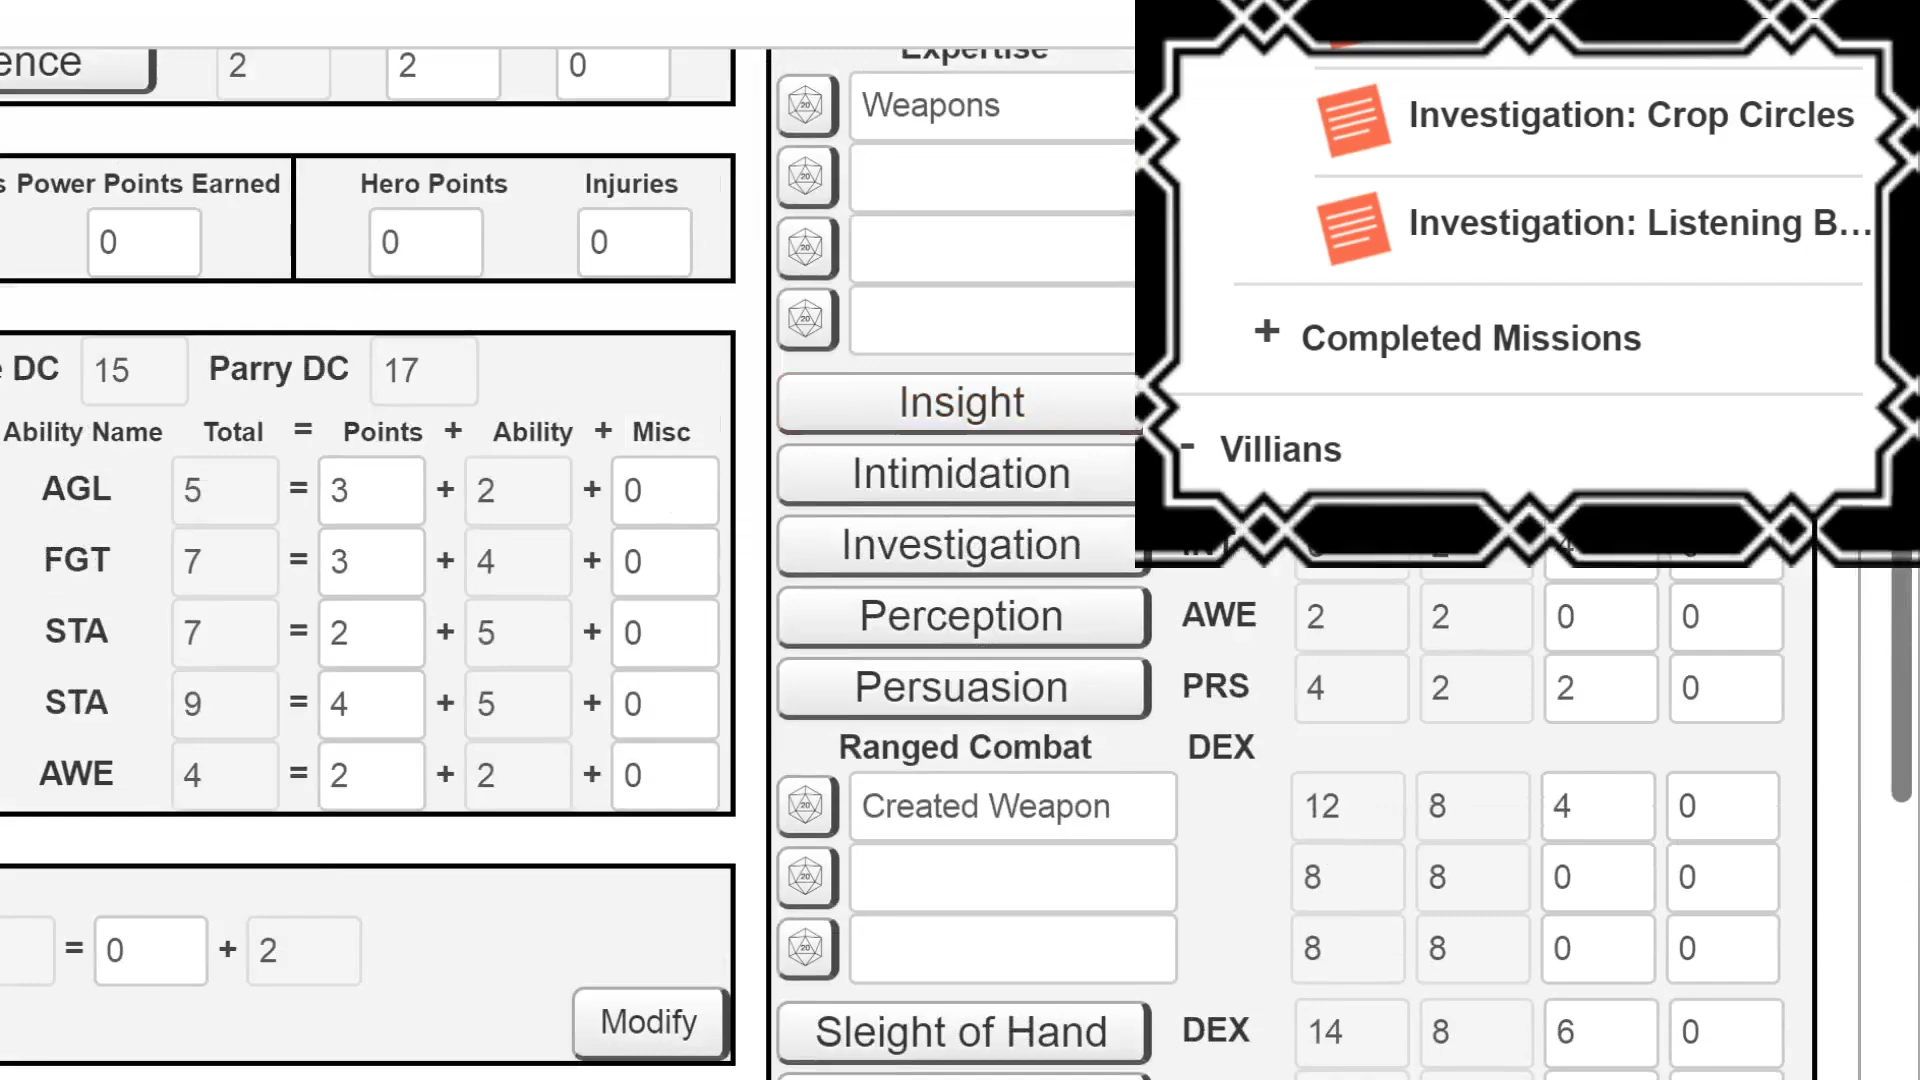 ence 2 2 0
s Power Points Earned Hero Points Injuries
0 0 0
DC 15 Parry DC 17
Ability Name Total = Points + Ability + Misc
AGL 5 = 3 + 2 + 0
FGT 7 = 3 + 4 + 0
STA 7 = 2 + 5 + 0
STA 9 = 4 + 5 + 0
AWE 4 = 2 + 2 + 0
= 0 + 2
Modify
Expertise
Weapons
Insight
Intimidation
Investigation
Perception AWE 2 2 0 0
Persuasion PRS 4 2 2 0
Ranged Combat DEX
Created Weapon 12 8 4 0
8 8 0 0
8 8 0 0
Sleight of Hand DEX 14 8 6 0
Investigation: Crop Circles
Investigation: Listening B...
+ Completed Missions
- Villians